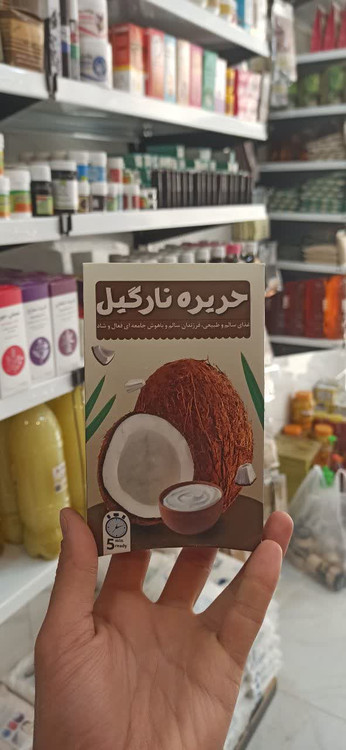 حریره نارگیل
غذای سالم و طبیعی، فرزندان سالم و باهوش جامعه ای فعال و شاد
5 min
ready